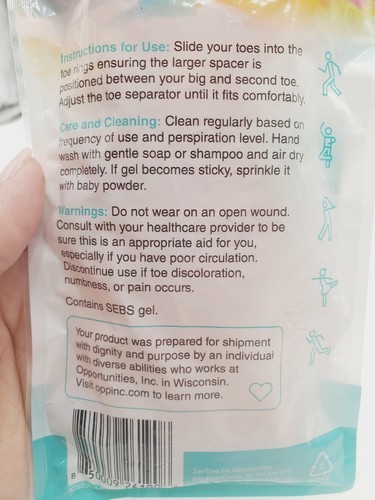 Instructions for Use: Slide your toes into the
toe rings ensuring the larger spacer is
positioned between your big and second toe.
Adjust the toe separator until it fits comfortably.
Care and Cleaning: Clean regularly based on
frequency of use and perspiration level. Hand
wash with gentle soap or shampoo and air dry
completely. If gel becomes sticky, sprinkle it
with baby powder.
Warnings: Do not wear on an open wound.
Consult with your healthcare provider to be
sure this is an appropriate aid for you,
especially if you have poor circulation.
Discontinue use if toe discoloration,
numbness, or pain occurs.
Contains SEBS gel.
Your product was prepared for shipment
with dignity and purpose by an individual
with diverse abilities who works at
Opportunities, Inc. in Wisconsin.
Visit oppinc.com to learn more.